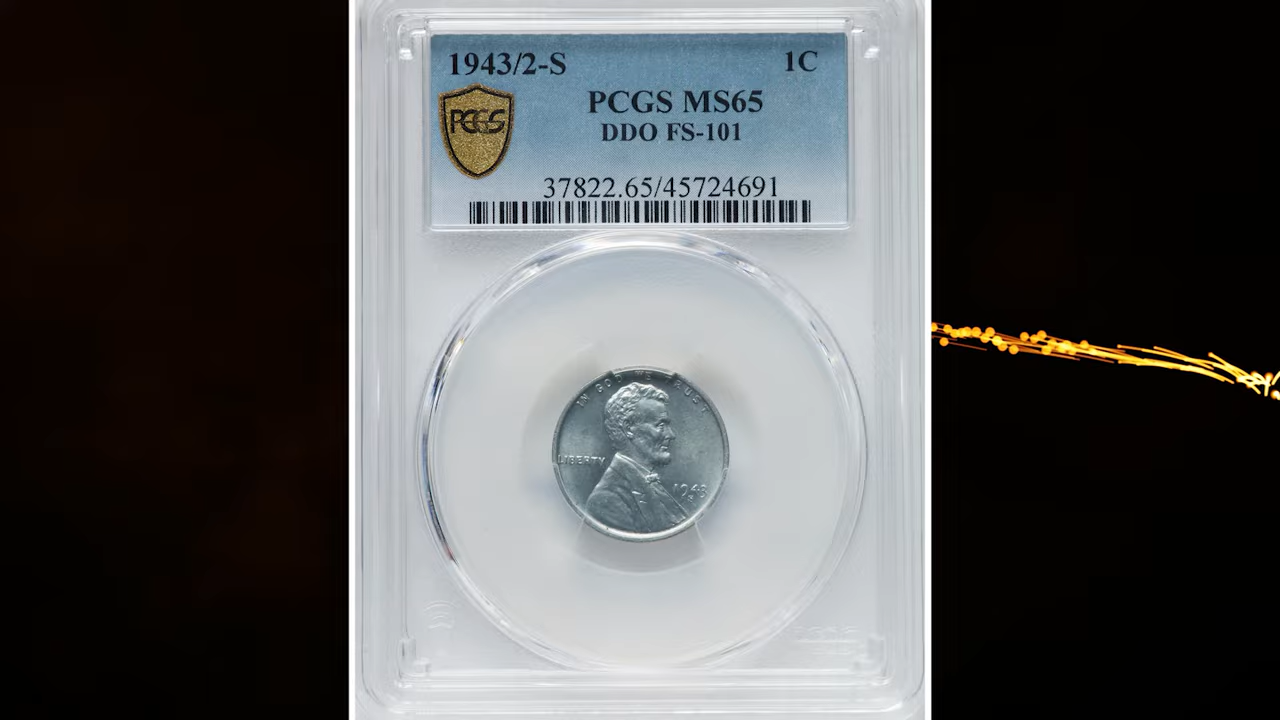 1943/2-S 1C
PCGS MS65
DDO FS-101
PCGS
37822.65/45724691
IN GOD WE TRUST
LIBERTY
1943
S